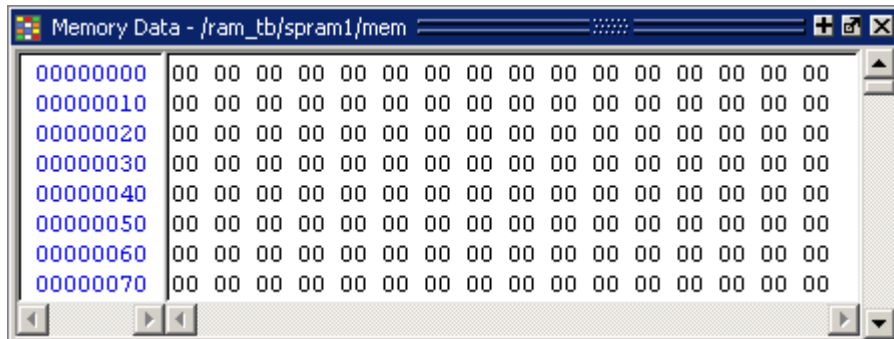 Memory Data - /ram_tb/spram1/mem
00000000 00 00 00 00 00 00 00 00 00 00 00 00 00 00 00 00
00000010 00 00 00 00 00 00 00 00 00 00 00 00 00 00 00 00
00000020 00 00 00 00 00 00 00 00 00 00 00 00 00 00 00 00
00000030 00 00 00 00 00 00 00 00 00 00 00 00 00 00 00 00
00000040 00 00 00 00 00 00 00 00 00 00 00 00 00 00 00 00
00000050 00 00 00 00 00 00 00 00 00 00 00 00 00 00 00 00
00000060 00 00 00 00 00 00 00 00 00 00 00 00 00 00 00 00
00000070 00 00 00 00 00 00 00 00 00 00 00 00 00 00 00 00